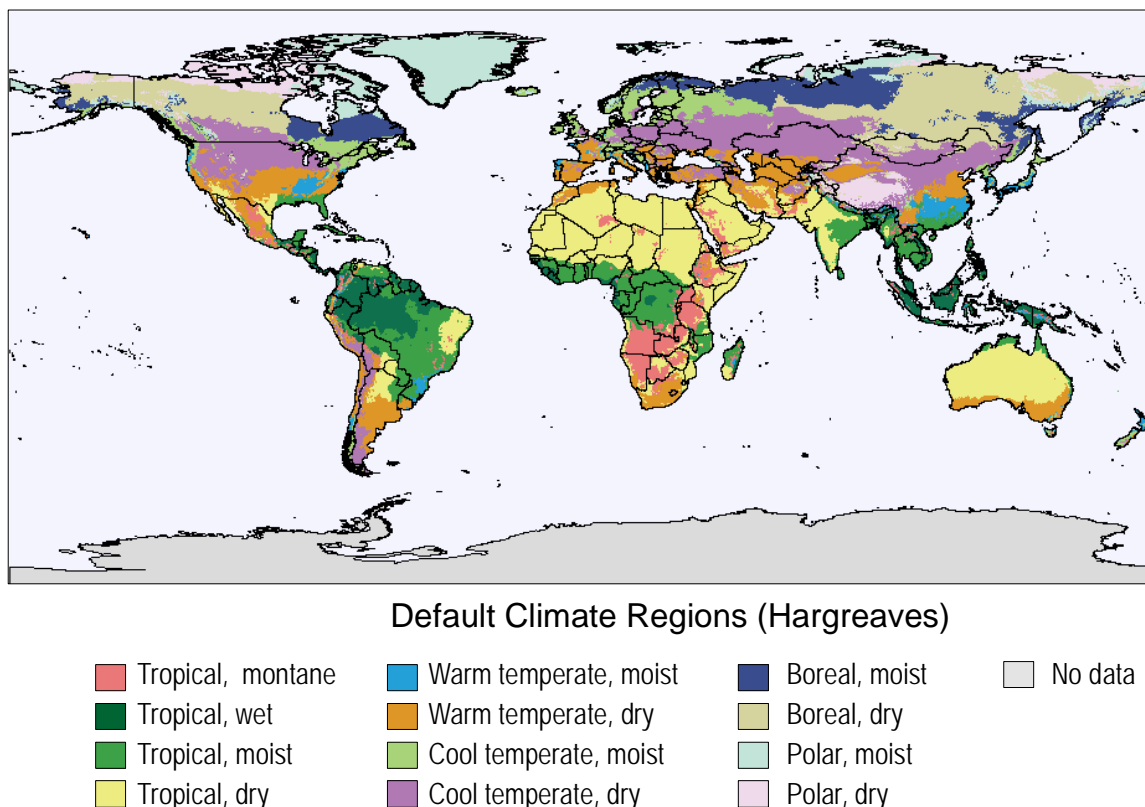 Default Climate Regions (Hargreaves)
Tropical, montane
Tropical, wet
Tropical, moist
Tropical, dry
Warm temperate, moist
Warm temperate, dry
Cool temperate, moist
Cool temperate, dry
Boreal, moist
Boreal, dry
Polar, moist
Polar, dry
No data